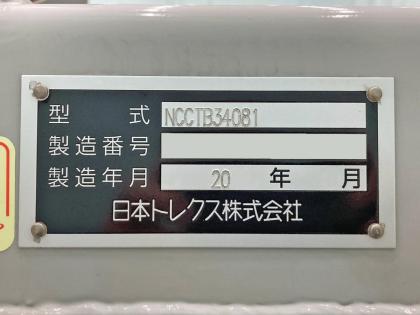 型式 NCCTB34081
製造番号
製造年月 20 年 月
日本トレクス株式会社